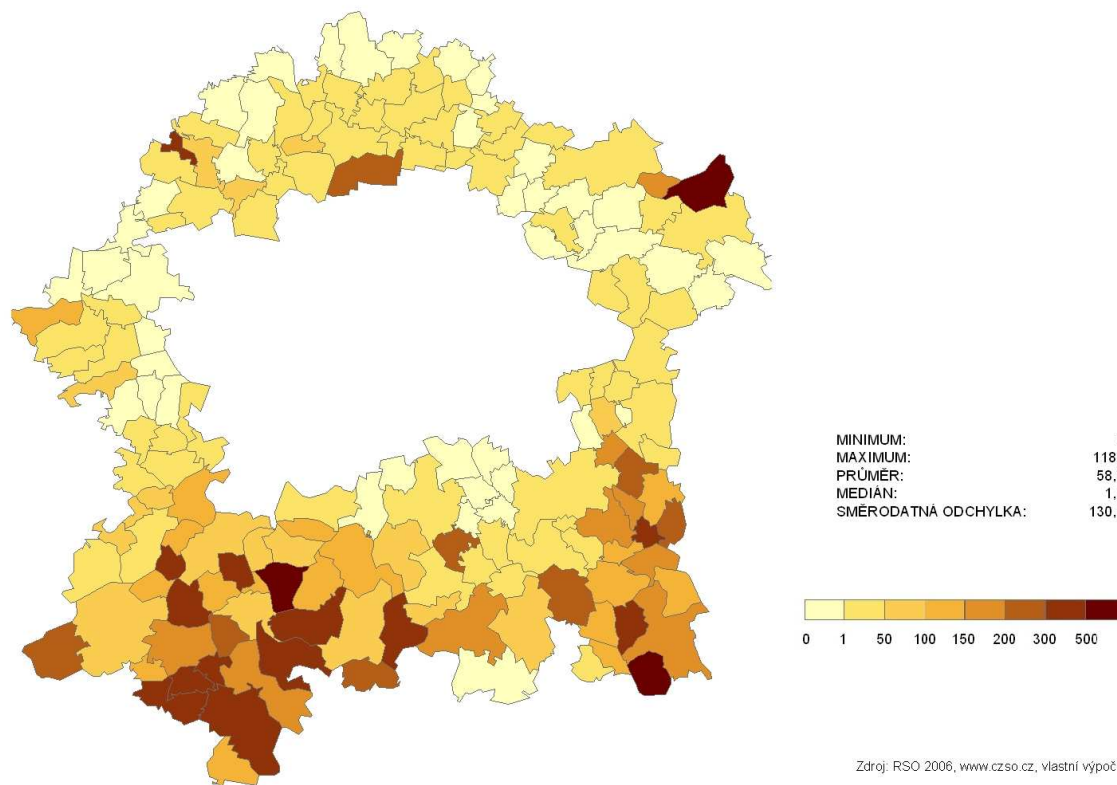 MINIMUM:
MAXIMUM: 118
PRŮMĚR: 58,
MEDIÁN: 1,
SMĚRODATNÁ ODCHYLKA: 130,
0 1 50 100 150 200 300 500
Zdroj: RSO 2006, www.czso.cz, vlastní výpoč